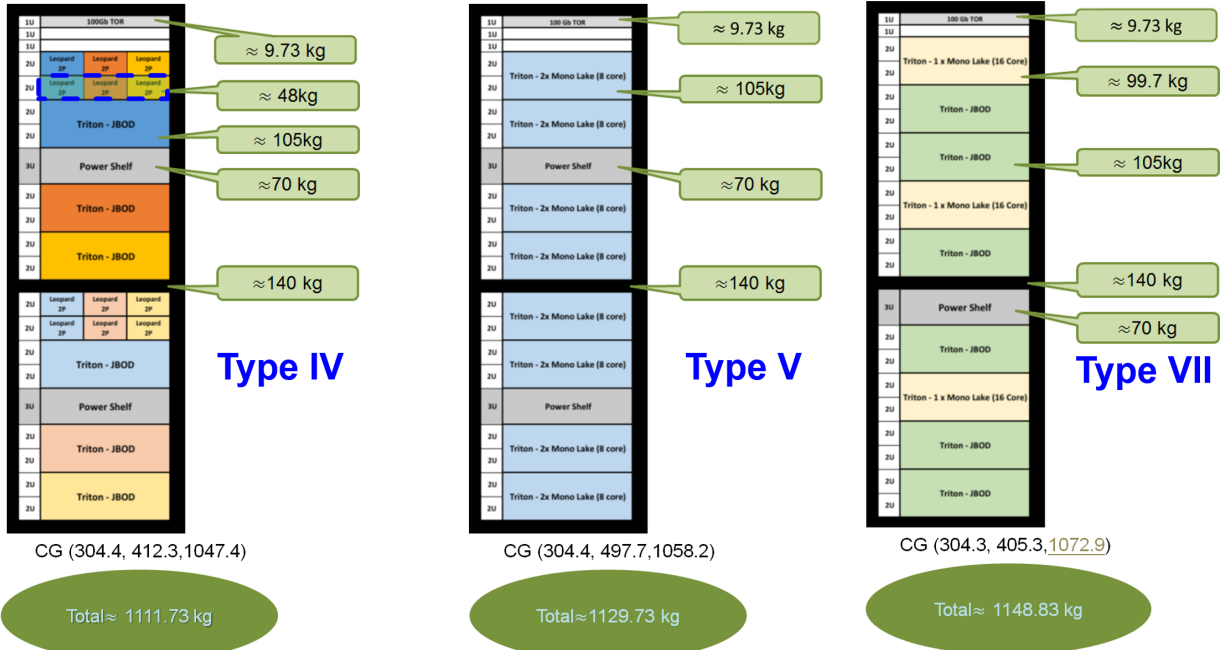 1U 100Gb TOR
1U
1U
2U Leopard 2P Leopard 2P Leopard 2P
2U Leopard 2P Leopard 2P Leopard 2P
2U
Triton - JBOD
2U
3U Power Shelf
2U
Triton - JBOD
2U
2U
Triton - JBOD
2U
2U Leopard 2P Leopard 2P Leopard 2P
2U Leopard 2P Leopard 2P Leopard 2P
2U
Triton - JBOD
2U
3U Power Shelf
2U
Triton - JBOD
2U
2U
Triton - JBOD
2U
≈ 9.73 kg
≈ 48kg
≈ 105kg
≈70 kg
≈140 kg
Type IV
CG (304.4, 412.3,1047.4)
Total≈ 1111.73 kg
1U 100 Gb TOR
1U
1U
2U
Triton - 2x Mono Lake (8 core)
2U
2U
Triton - 2x Mono Lake (8 core)
2U
3U Power Shelf
2U
Triton - 2x Mono Lake (8 core)
2U
2U
Triton - 2x Mono Lake (8 core)
2U
2U
Triton - 2x Mono Lake (8 core)
2U
2U
Triton - 2x Mono Lake (8 core)
2U
3U Power Shelf
2U
Triton - 2x Mono Lake (8 core)
2U
2U
Triton - 2x Mono Lake (8 core)
2U
≈ 9.73 kg
≈ 105kg
≈70 kg
≈140 kg
Type V
CG (304.4, 497.7,1058.2)
Total≈1129.73kg
1U 100 Gb TOR
1U
2U
Triton - 1 x Mono Lake (16 Core)
2U
2U
Triton - JBOD
2U
2U
Triton - JBOD
2U
2U
Triton - 1 x Mono Lake (16 Core)
2U
2U
Triton - JBOD
2U
3U Power Shelf
2U
Triton - JBOD
2U
2U
Triton - 1 x Mono Lake (16 Core)
2U
2U
Triton - JBOD
2U
2U
Triton - JBOD
2U
≈ 9.73 kg
≈ 99.7 kg
≈ 105kg
≈140 kg
≈70 kg
Type VII
CG (304.3, 405.3,1072.9)
Total≈ 1148.83 kg